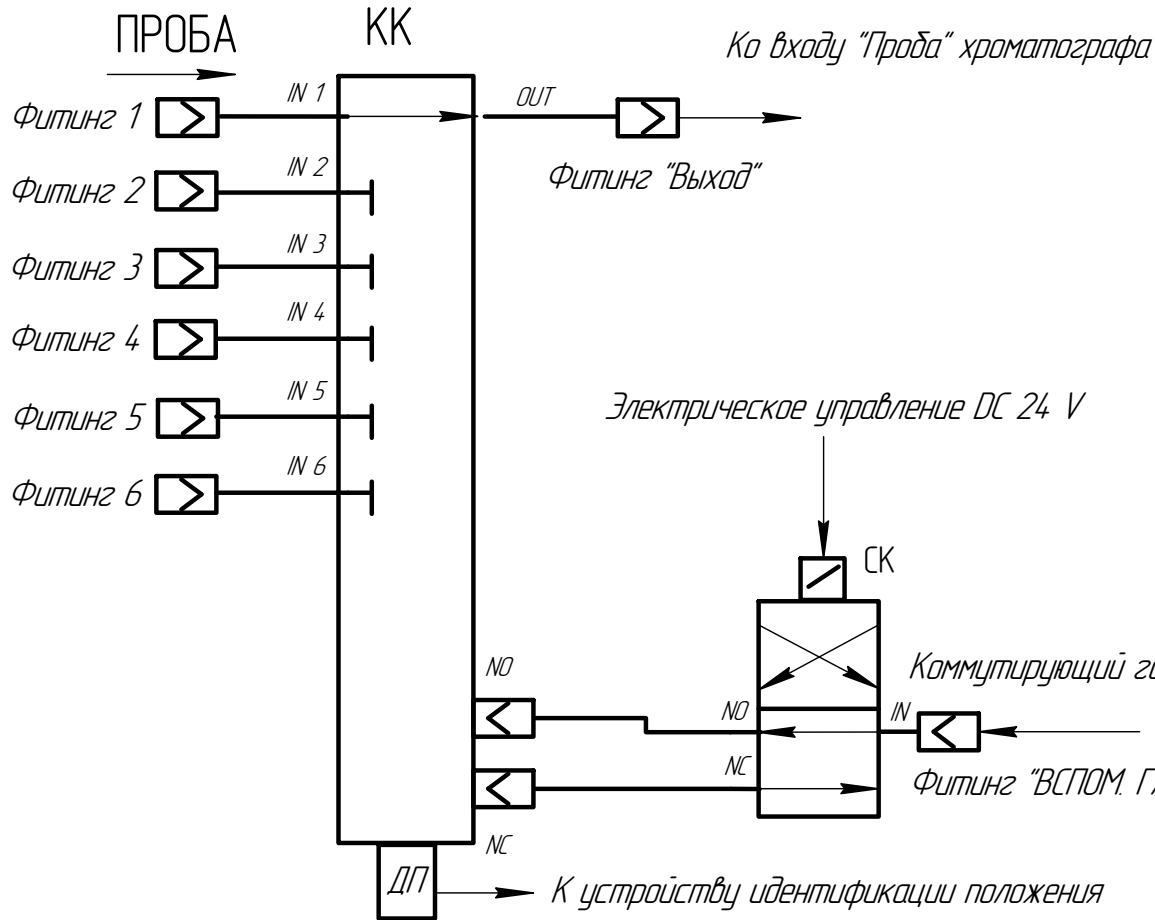 ПРОБА
КК
Ко входу "Проба" хроматографа
Фитинг 1
IN 1
OUT
Фитинг "Выход"
Фитинг 2
IN 2
Фитинг 3
IN 3
Фитинг 4
IN 4
Фитинг 5
IN 5
Фитинг 6
IN 6
Электрическое управление DC 24 V
СК
Коммутирующий
NO
NO
IN
NC
Фитинг "ВСПОМ.
NC
ДП
К устройству идентификации положения